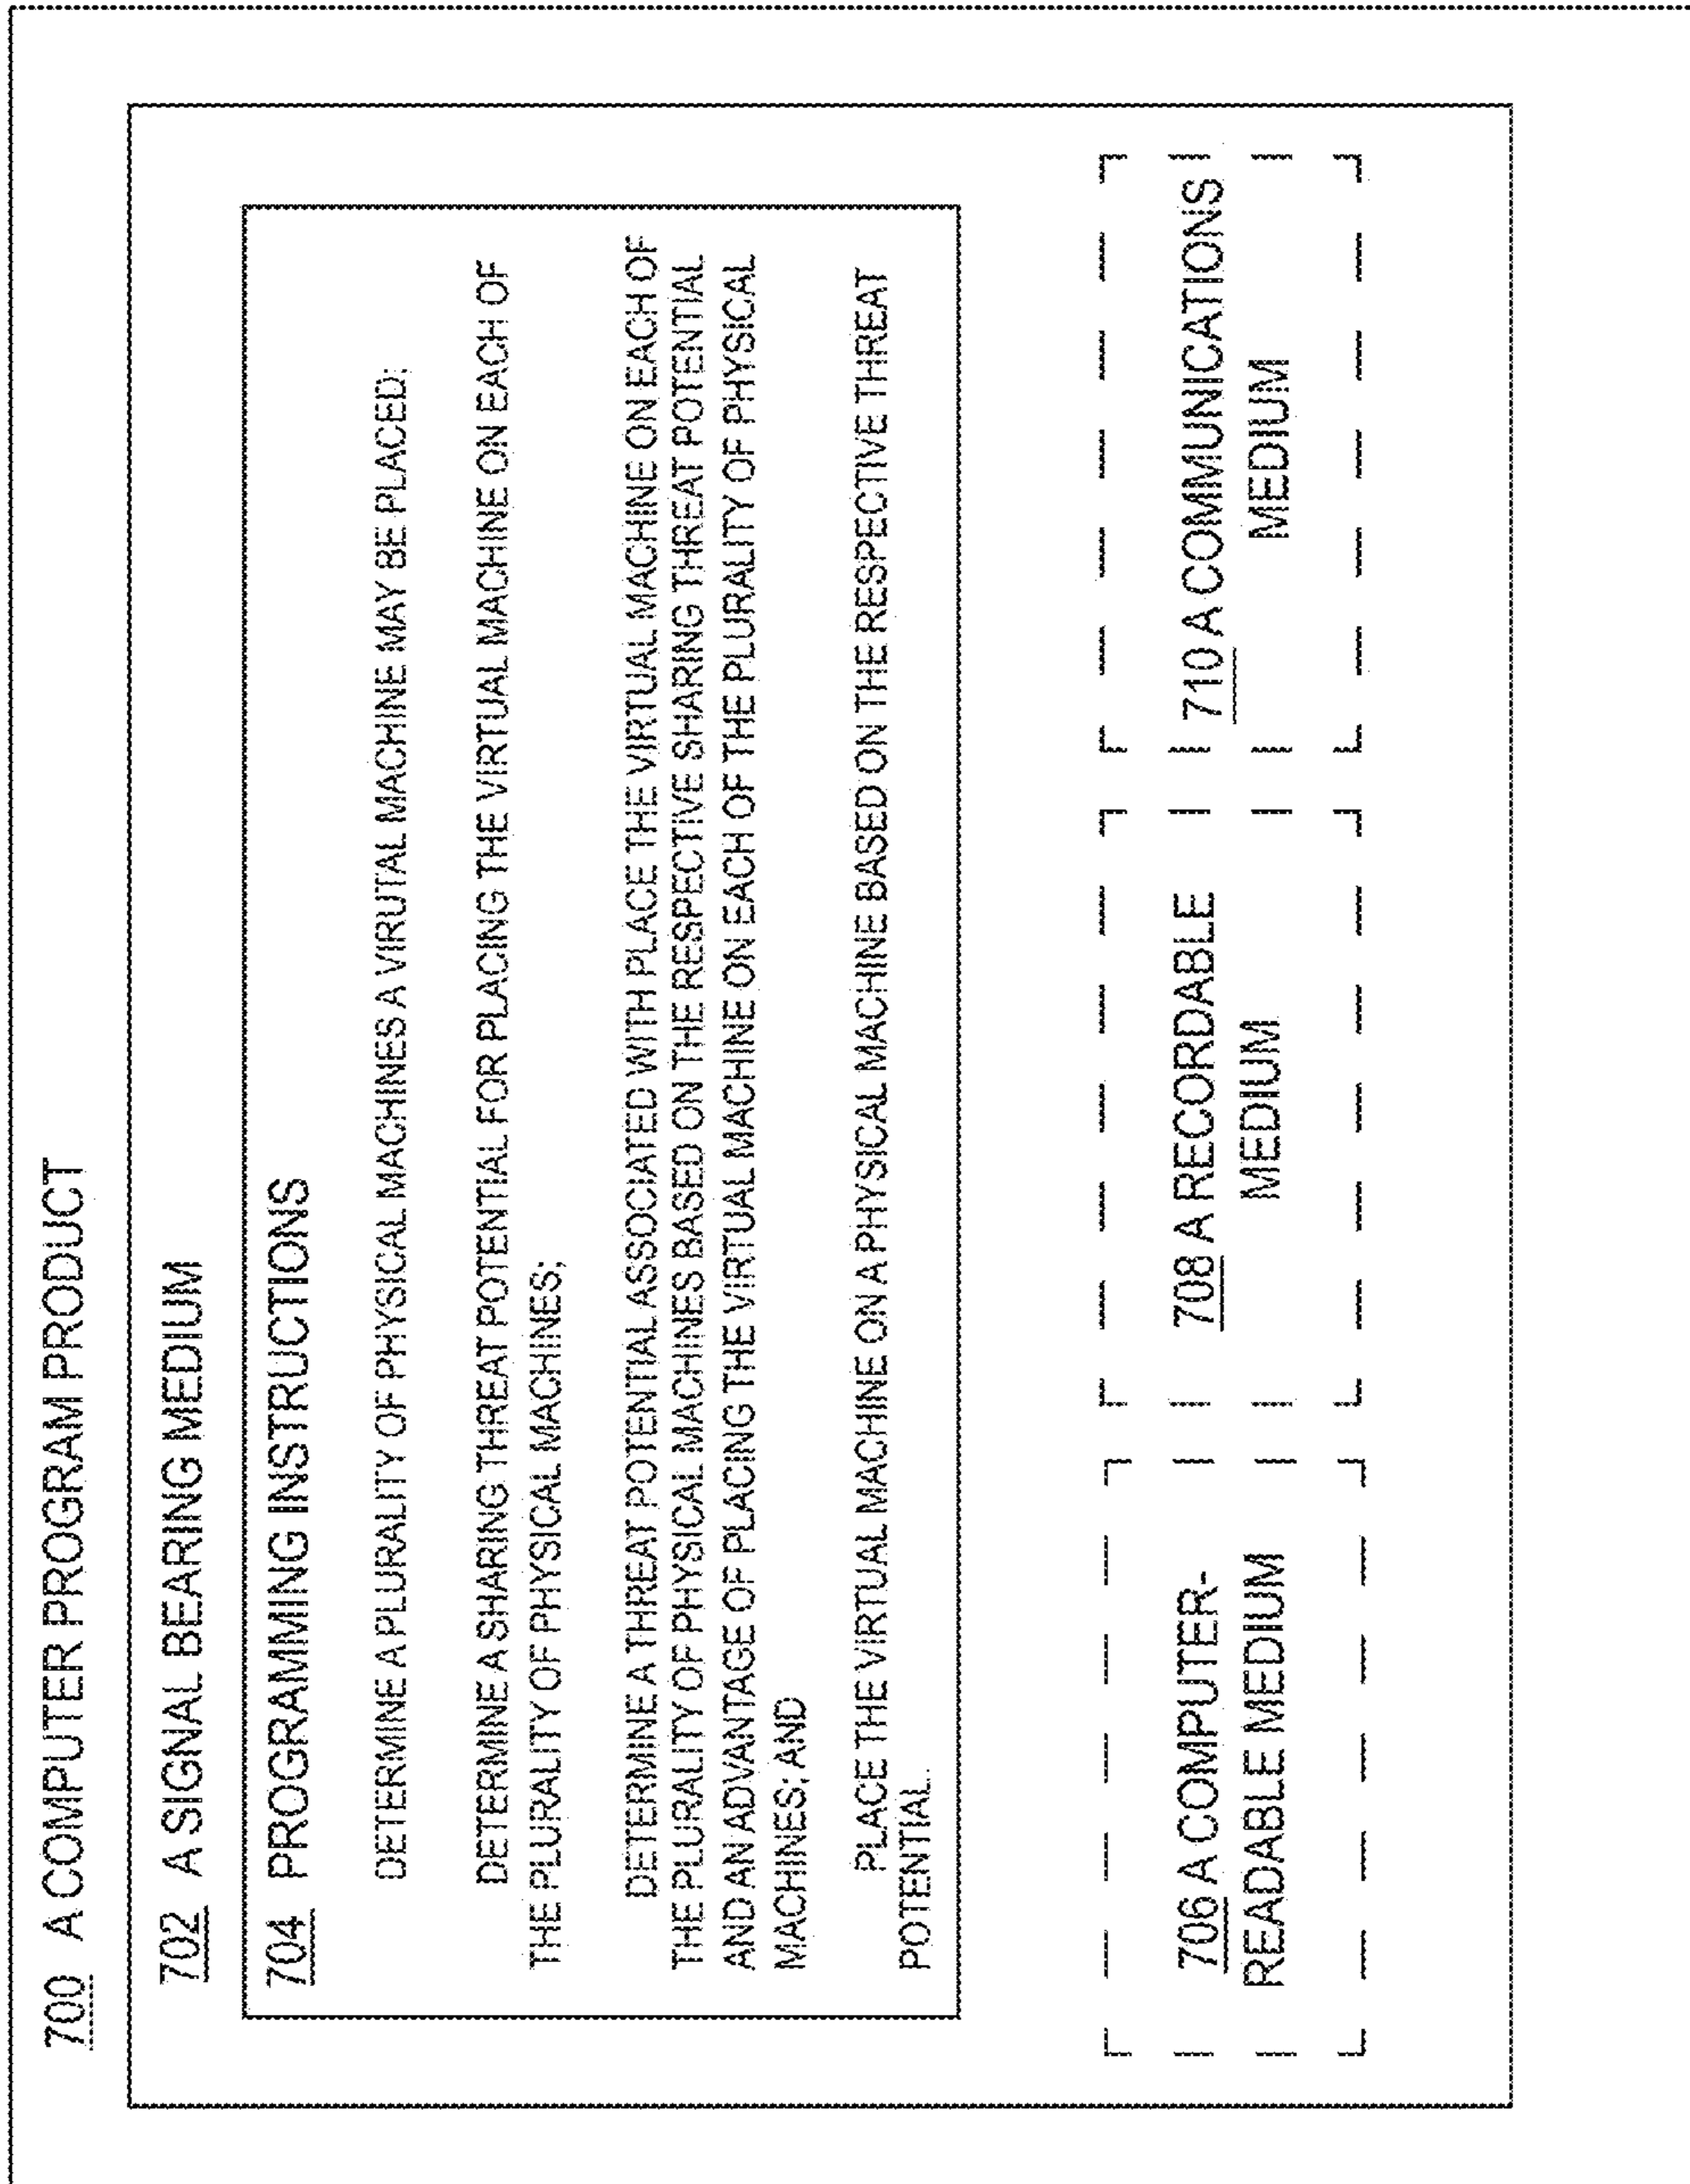 700 A COMPUTER PROGRAM PRODUCT
702 A SIGNAL BEARING MEDIUM
704 PROGRAMMING INSTRUCTIONS
DETERMINE A PLURALITY OF PHYSICAL MACHINES A VIRUTAL MACHINE MAY BE PLACED;
DETERMINE A SHARING THREAT POTENTIAL FOR PLACING THE VIRTUAL MACHINE ON EACH OF
THE PLURALITY OF PHYSICAL MACHINES;
DETERMINE A THREAT POTENTIAL ASSOCIATED WITH PLACE THE VIRTUAL MACHINE ON EACH OF
THE PLURALITY OF PHYSICAL MACHINES BASED ON THE RESPECTIVE SHARING THREAT POTENTIAL
AND AN ADVANTAGE OF PLACING THE VIRTUAL MACHINE ON EACH OF THE PLURALITY OF PHYSICAL
MACHINES; AND
PLACE THE VIRTUAL MACHINE ON A PHYSICAL MACHINE BASED ON THE RESPECTIVE THREAT
POTENTIAL.
706 A COMPUTER-
READABLE MEDIUM
708 A RECORDABLE
MEDIUM
710 A COMMUNICATIONS
MEDIUM